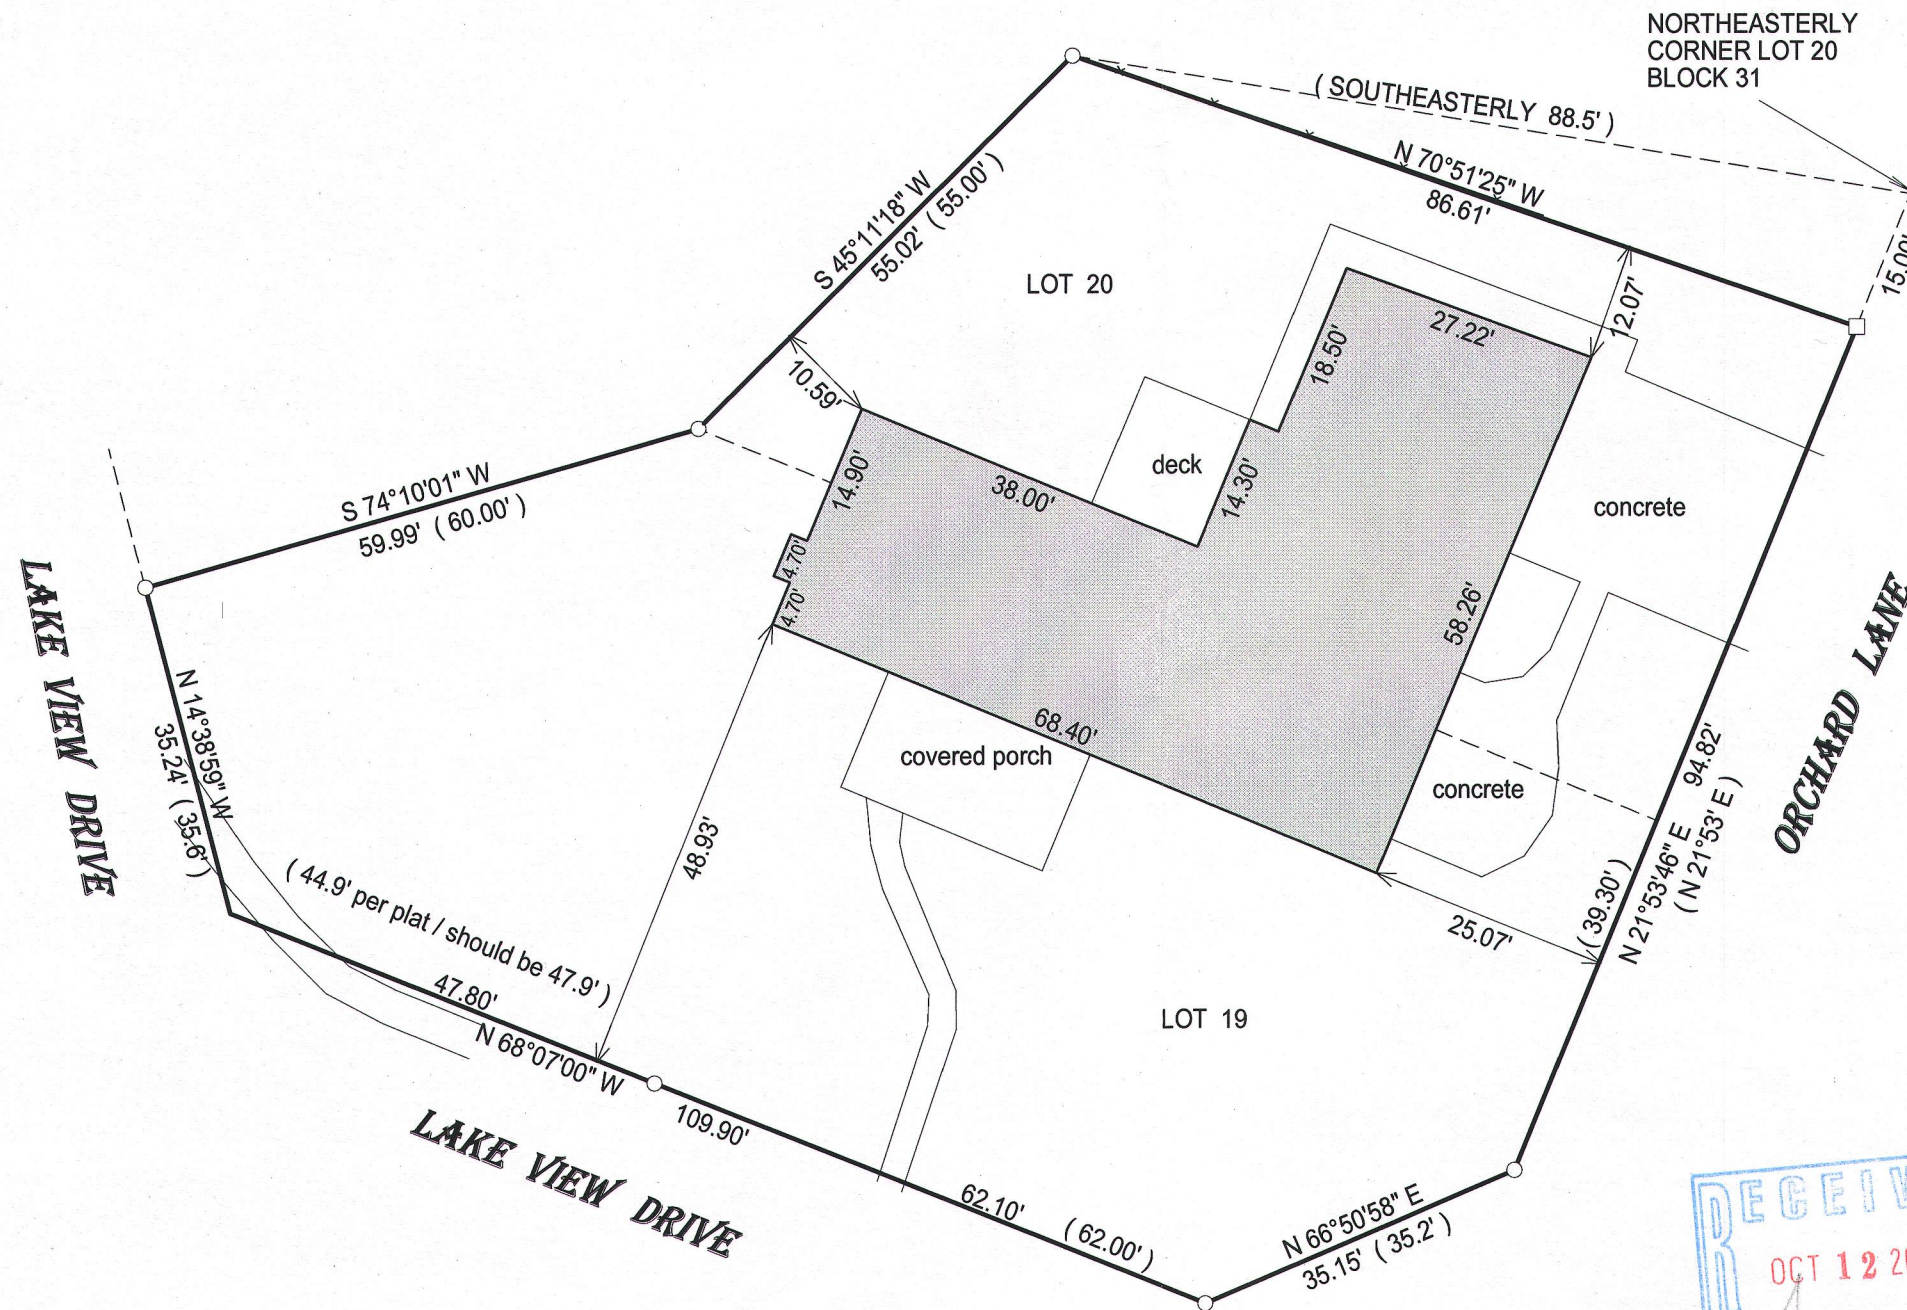 NORTHEASTERLY
CORNER LOT 20
BLOCK 31
( SOUTHEASTERLY 88.5' )
N 70°51'25" W
86.61'
15.00'
S 45°11'18" W
55.02' ( 55.00' )
LOT 20
12.07'
27.22'
18.50'
10.59'
deck
14.30'
14.90'
38.00'
concrete
S 74°10'01" W
59.99' ( 60.00' )
4.70'
4.70'
58.26'
LAKE VIEW DRIVE
ORCHARD LANE
N 14°38'59" W
35.24' ( 35.6' )
68.40'
covered porch
concrete
94.82'
N 21°53'46" E
( N 21°53' E )
( 39.30' )
48.93'
25.07'
( 44.9' per plat / should be 47.9' )
47.80'
N 68°07'00" W
LOT 19
109.90'
LAKE VIEW DRIVE
62.10' ( 62.00' )
N 66°50'58" E
35.15' ( 35.2' )
OCT 12